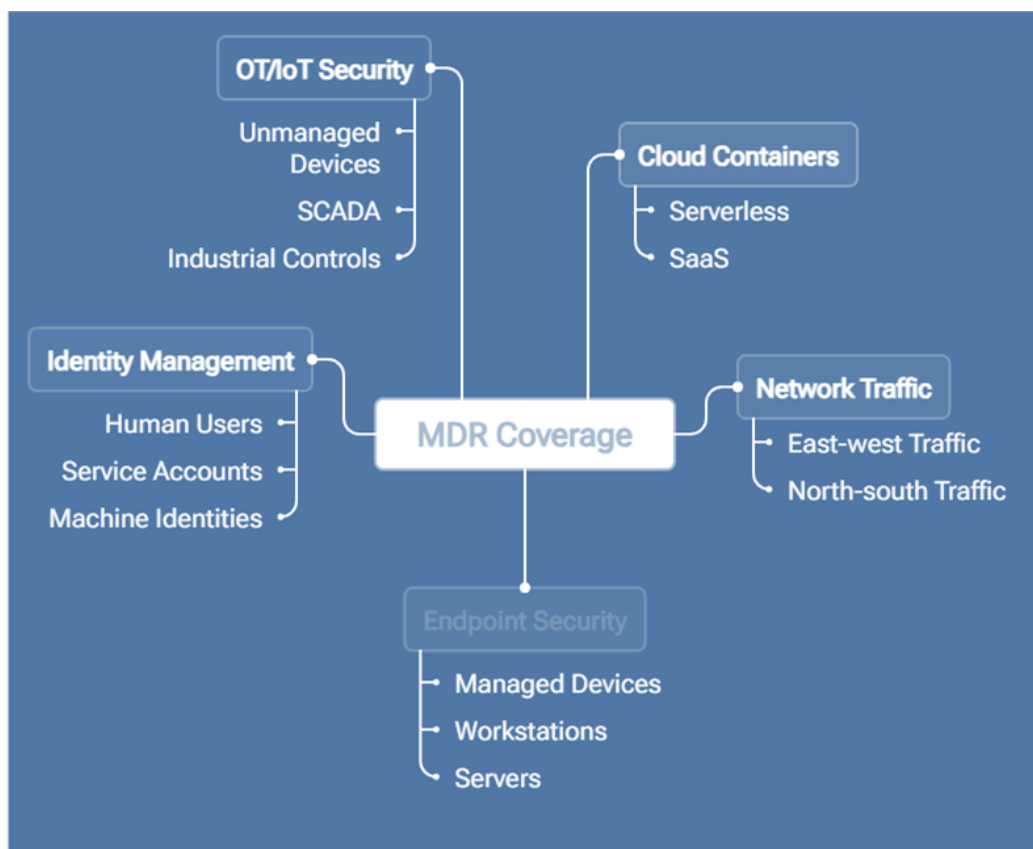 OT/IoT Security
Unmanaged
Devices
SCADA
Industrial Controls
Cloud Containers
Serverless
SaaS
Identity Management
Human Users
Service Accounts
Machine Identities
MDR Coverage
Network Traffic
East-west Traffic
North-south Traffic
Endpoint Security
Managed Devices
Workstations
Servers